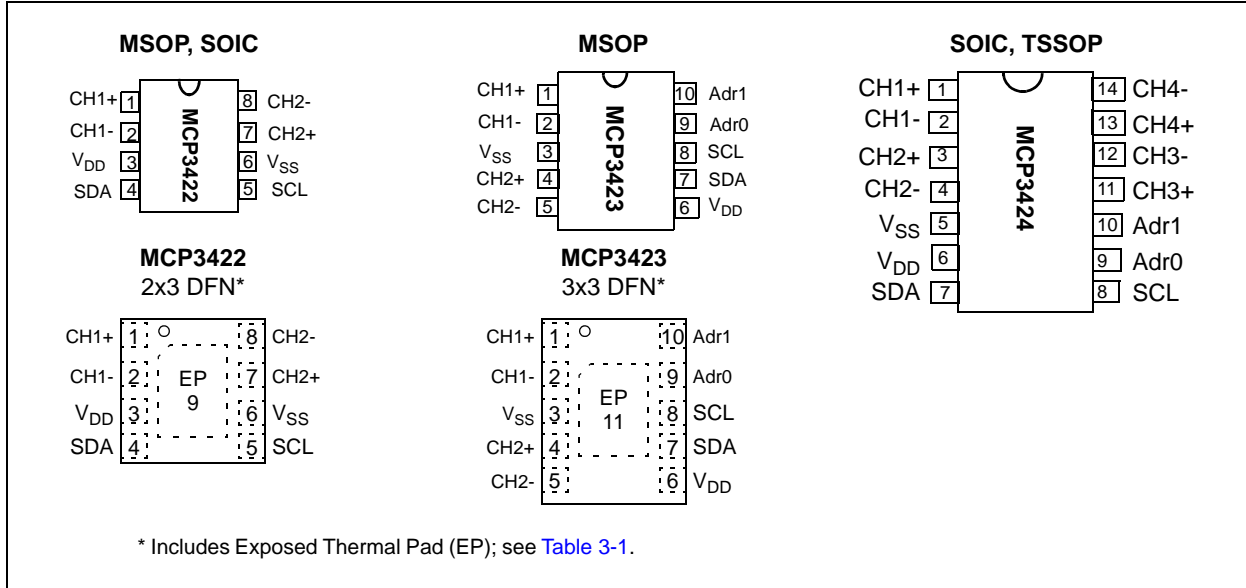 MSOP, SOIC
CH1+ 1 8 CH2-
CH1- 2 7 CH2+
VDD 3 6 VSS
SDA 4 5 SCL
MCP3422
MSOP
CH1+ 1 10 Adr1
CH1- 2 9 Adr0
VSS 3 8 SCL
CH2+ 4 7 SDA
CH2- 5 6 VDD
MCP3423
SOIC, TSSOP
CH1+ 1 14 CH4-
CH1- 2 13 CH4+
CH2+ 3 12 CH3-
CH2- 4 11 CH3+
VSS 5 10 Adr1
VDD 6 9 Adr0
SDA 7 8 SCL
MCP3424
MCP3422
2x3 DFN*
CH1+ 1 8 CH2-
CH1- 2 7 CH2+
VDD 3 6 VSS
SDA 4 5 SCL
EP
9
MCP3423
3x3 DFN*
CH1+ 1 10 Adr1
CH1- 2 9 Adr0
VSS 3 8 SCL
CH2+ 4 7 SDA
CH2- 5 6 VDD
EP
11
* Includes Exposed Thermal Pad (EP); see Table 3-1.